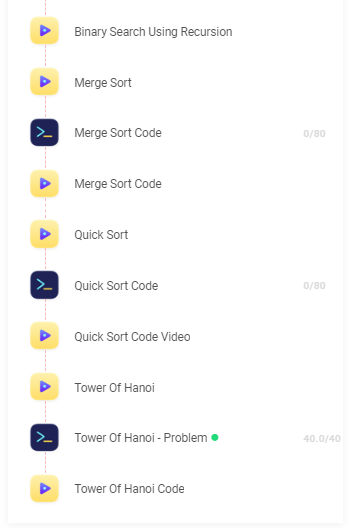 Binary Search Using Recursion
Merge Sort
Merge Sort Code 0/80
Merge Sort Code
Quick Sort
Quick Sort Code 0/80
Quick Sort Code Video
Tower Of Hanoi
Tower Of Hanoi - Problem 40.0/40
Tower Of Hanoi Code